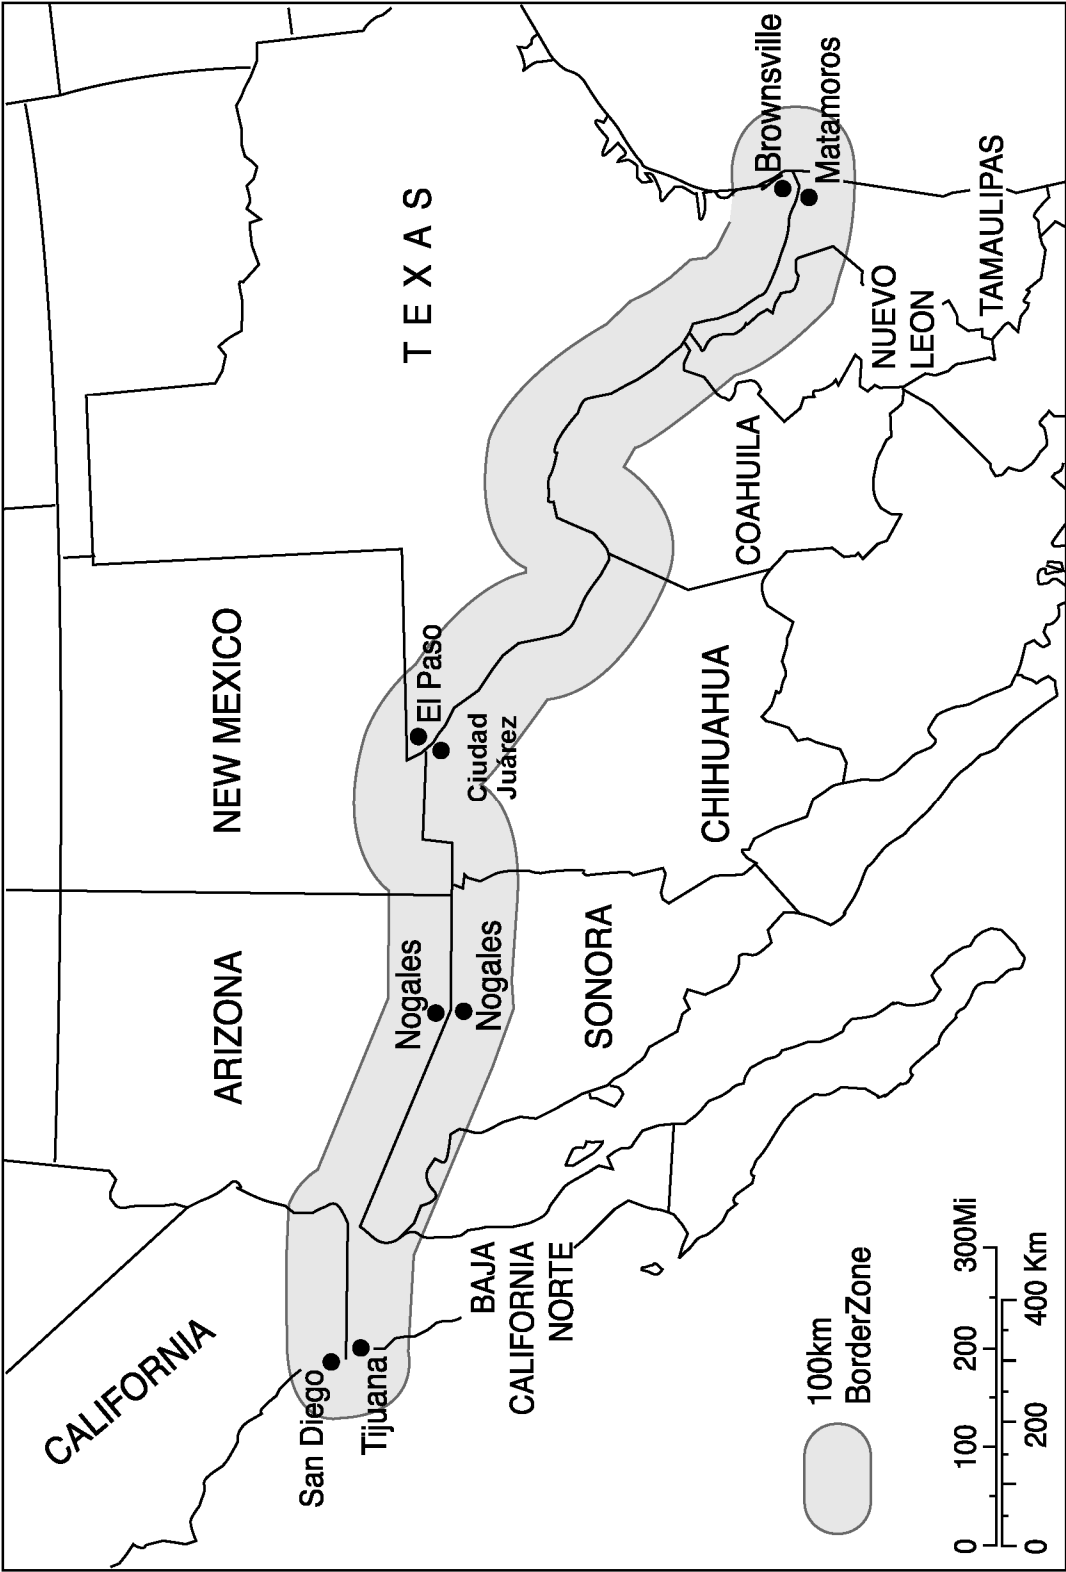 CALIFORNIA
ARIZONA
NEW MEXICO
TEXAS
San Diego
Tijuana
Nogales
Nogales
El Paso
Ciudad
Juárez
Brownsville
Matamoros
BAJA
CALIFORNIA
NORTE
SONORA
CHIHUAHUA
COAHUILA
NUEVO
LEON
TAMAULIPAS
100km
BorderZone
0 100 200 300Mi
0 200 400 Km